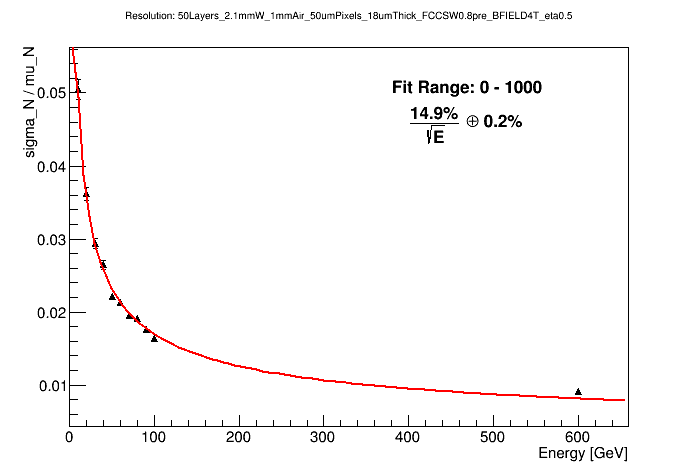 Resolution: 50Layers_2.1mmW_1mmAir_50umPixels_18umThick_FCCSW0.8pre_BFIELD4T_eta0.5
sigma_N / mu_N
Fit Range: 0 - 1000
14.9%
√E
⊕ 0.2%
0.05
0.04
0.03
0.02
0.01
0 100 200 300 400 500 600
Energy [GeV]